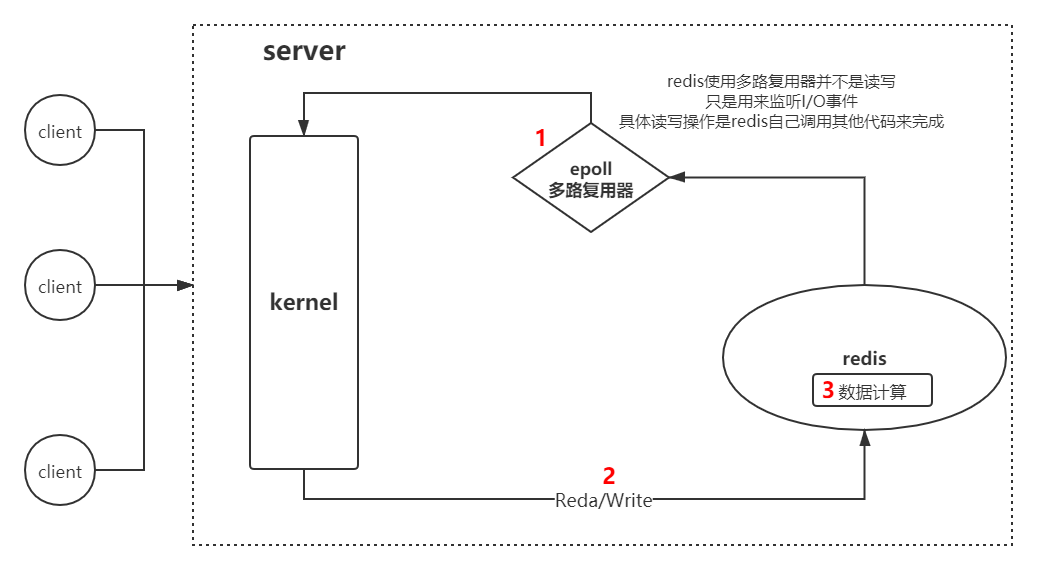 server
redis使用多路复用器并不是读写
只是用来监听I/O事件
具体读写操作是redis自己调用其他代码来完成
client
1
epoll
多路复用器
client
kernel
redis
3 数据计算
client
2
Reda/Write